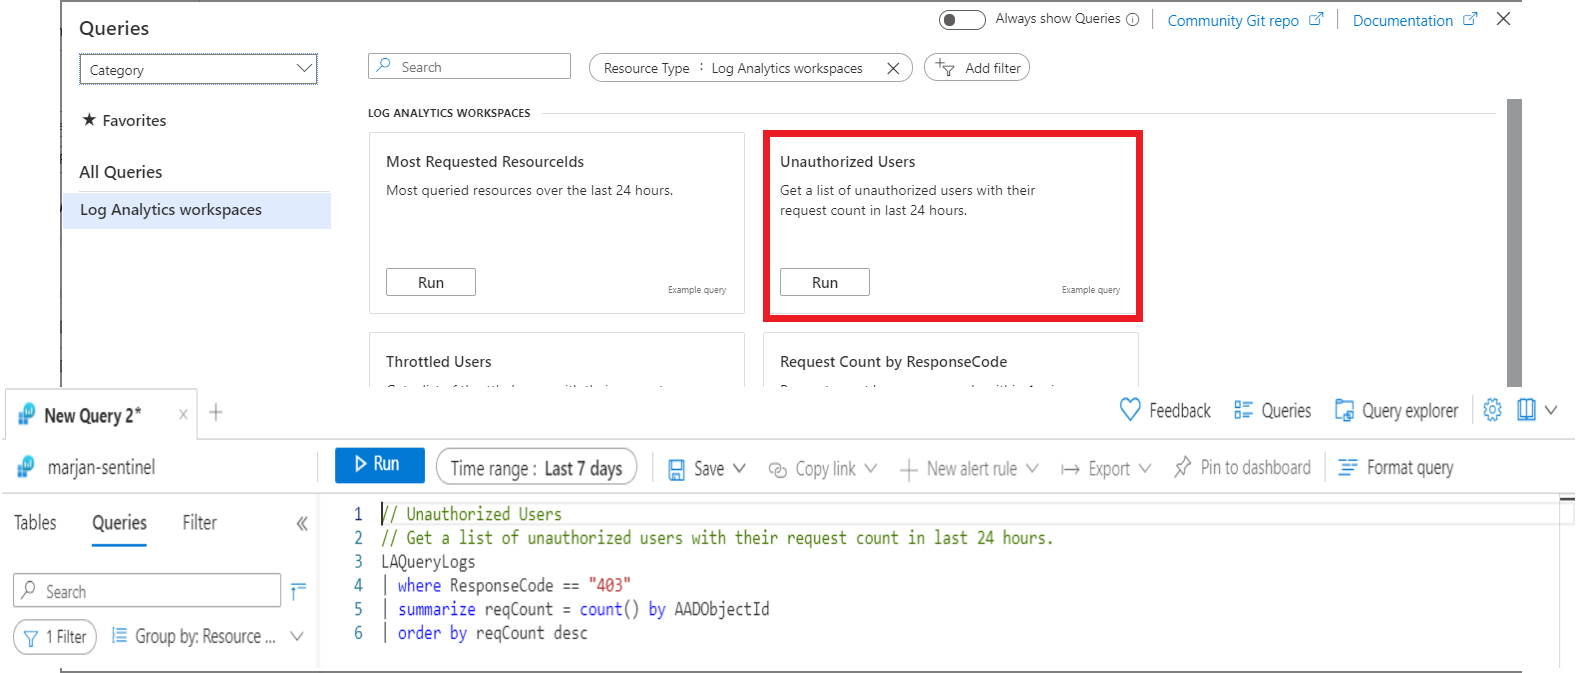 Queries
Always show Queries
Community Git repo
Documentation
Category
Search
Resource Type : Log Analytics workspaces
Add filter
★ Favorites
All Queries
Log Analytics workspaces
LOG ANALYTICS WORKSPACES
Most Requested ResourceIds
Most queried resources over the last 24 hours.
Run
Example query
Unauthorized Users
Get a list of unauthorized users with their
request count in last 24 hours.
Run
Example query
Throttled Users
Request Count by ResponseCode
New Query 2*
Feedback
Queries
Query explorer
marjan-sentinel
Run
Time range : Last 7 days
Save
Copy link
New alert rule
Export
Pin to dashboard
Format query
Tables
Queries
Filter
Search
1 Filter
Group by: Resource ...
1 // Unauthorized Users
2 // Get a list of unauthorized users with their request count in last 24 hours.
3 LAQueryLogs
4 | where ResponseCode == "403"
5 | summarize reqCount = count() by AADObjectId
6 | order by reqCount desc